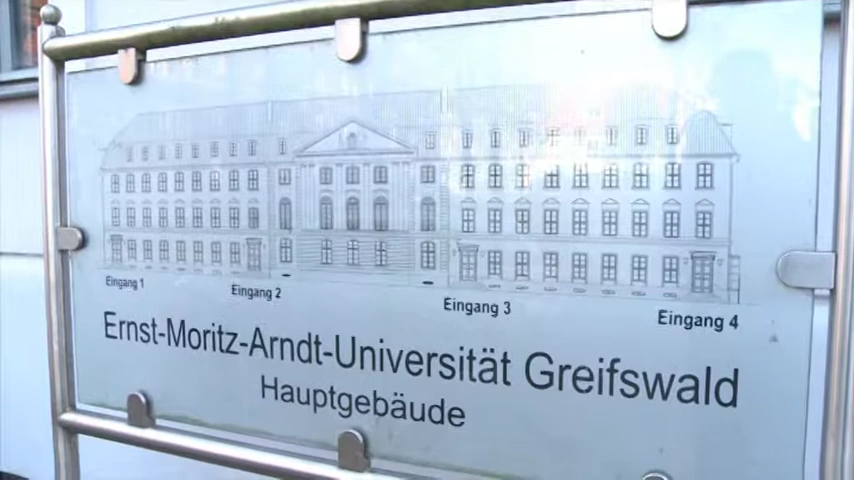 Eingang 1 Eingang 2 Eingang 3 Eingang 4
Ernst-Moritz-Arndt-Universität Greifswald
Hauptgebäude